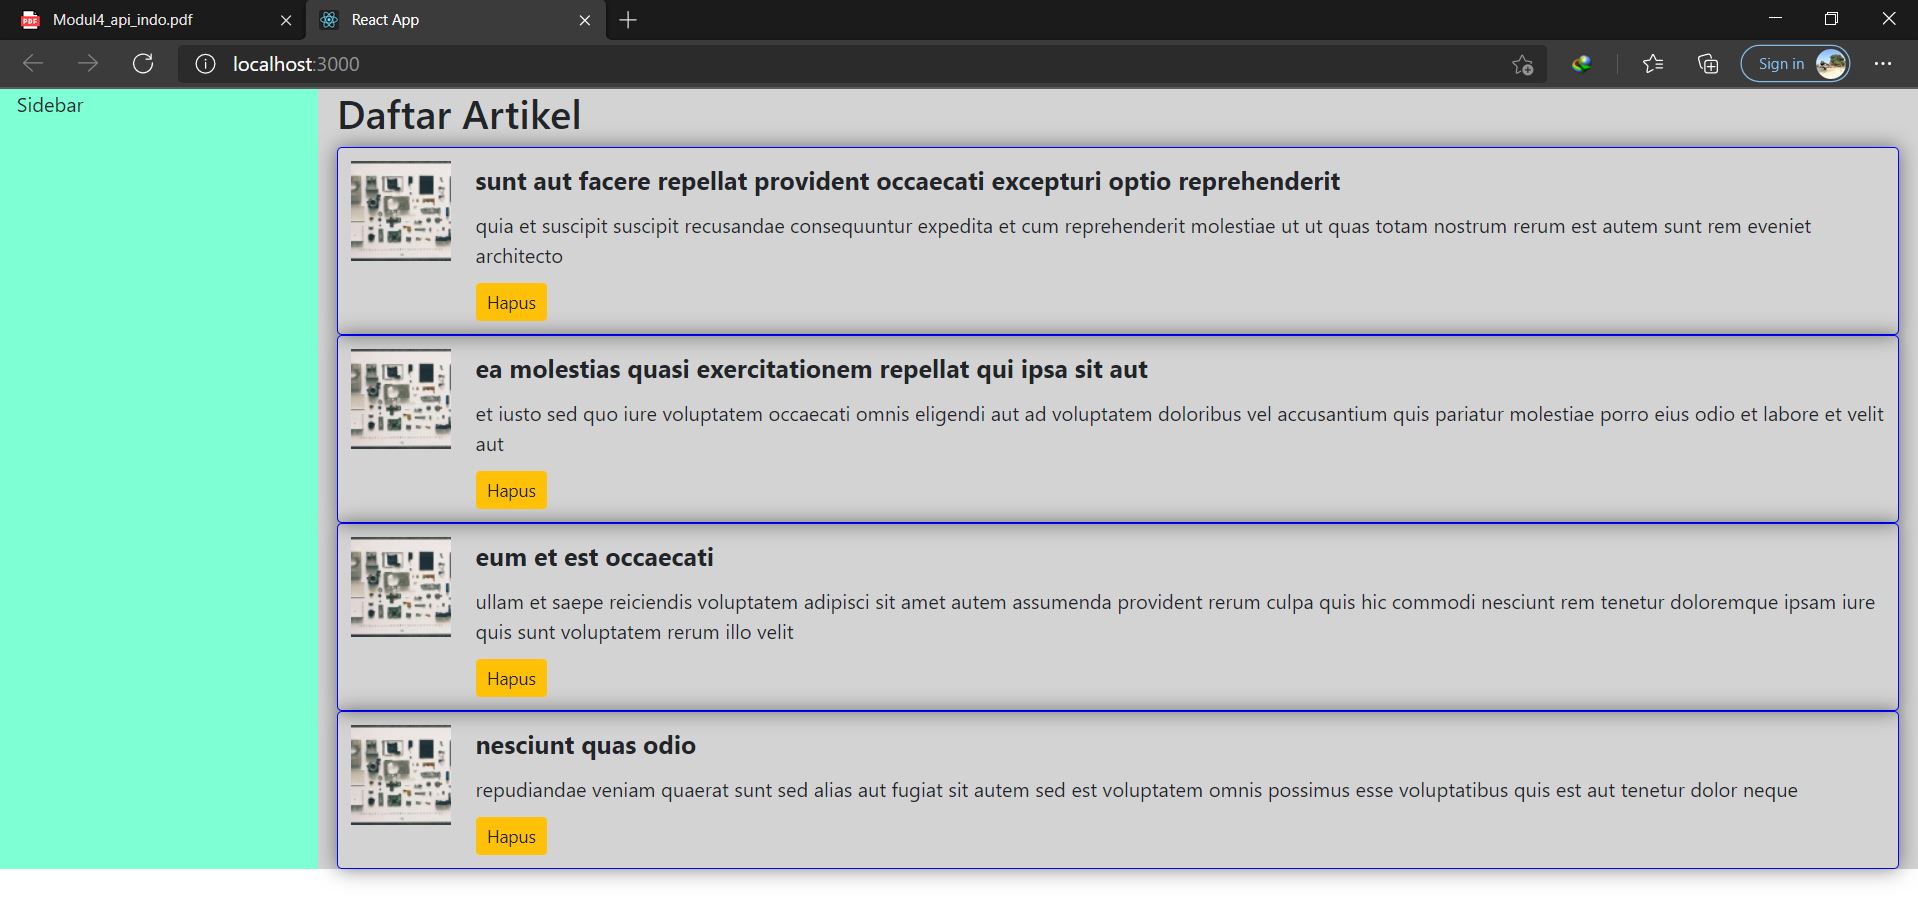 Modul4_api_indo.pdf
React App
localhost:3000
Sign in
Sidebar
Daftar Artikel
sunt aut facere repellat provident occaecati excepturi optio reprehenderit
quia et suscipit suscipit recusandae consequuntur expedita et cum reprehenderit molestiae ut ut quas totam nostrum rerum est autem sunt rem eveniet
architecto
Hapus
ea molestias quasi exercitationem repellat qui ipsa sit aut
et iusto sed quo iure voluptatem occaecati omnis eligendi aut ad voluptatem doloribus vel accusantium quis pariatur molestiae porro eius odio et labore et velit
aut
Hapus
eum et est occaecati
ullam et saepe reiciendis voluptatem adipisci sit amet autem assumenda provident rerum culpa quis hic commodi nesciunt rem tenetur doloremque ipsam iure
quis sunt voluptatem rerum illo velit
Hapus
nesciunt quas odio
repudiandae veniam quaerat sunt sed alias aut fugiat sit autem sed est voluptatem omnis possimus esse voluptatibus quis est aut tenetur dolor neque
Hapus